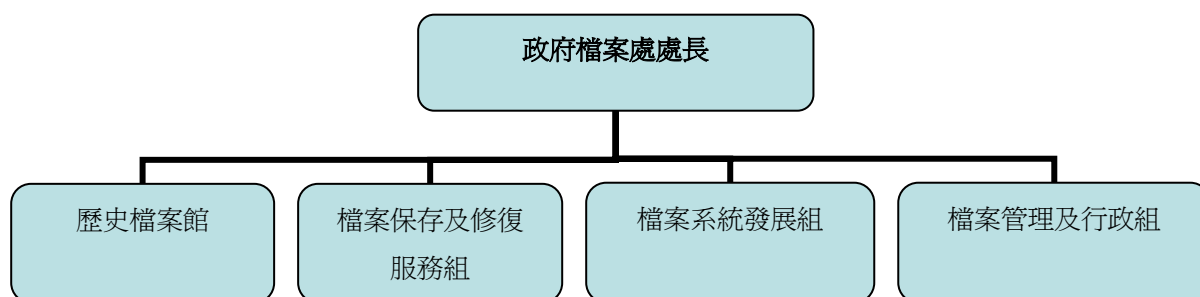 政府檔案處處長
歷史檔案館
檔案保存及修復
服務組
檔案系統發展組
檔案管理及行政組